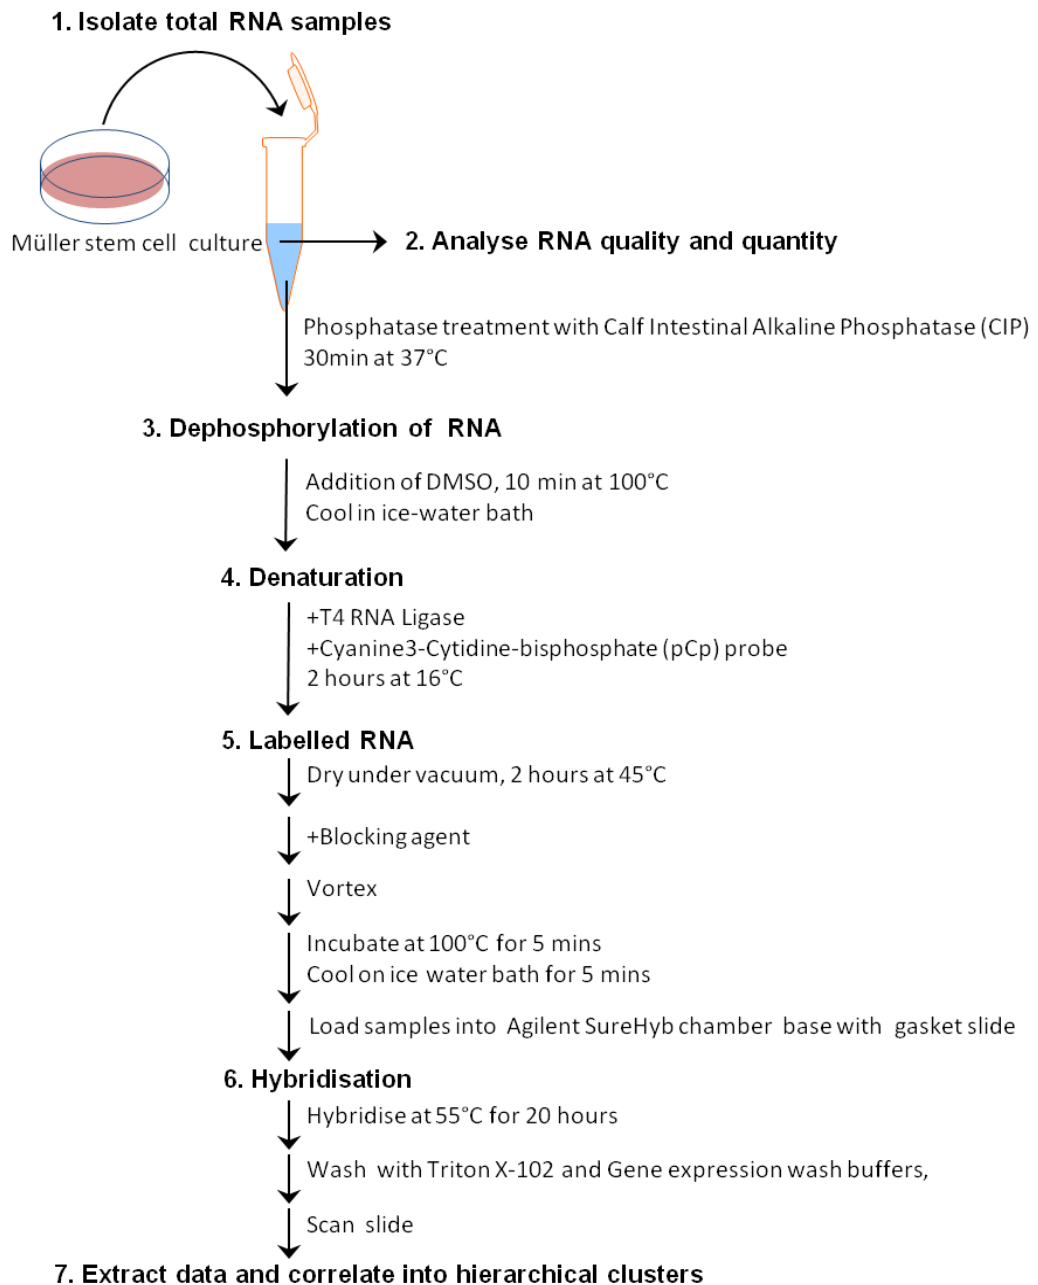 1. Isolate total RNA samples
Müller stem cell culture
2. Analyse RNA quality and quantity
Phosphatase treatment with Calf Intestinal Alkaline Phosphatase (CIP)
30min at 37°C
3. Dephosphorylation of RNA
Addition of DMSO, 10 min at 100°C
Cool in ice-water bath
4. Denaturation
+T4 RNA Ligase
+Cyanine3-Cytidine-bisphosphate (pCp) probe
2 hours at 16°C
5. Labelled RNA
Dry under vacuum, 2 hours at 45°C
+Blocking agent
Vortex
Incubate at 100°C for 5 mins
Cool on ice water bath for 5 mins
Load samples into Agilent SureHyb chamber base with gasket slide
6. Hybridisation
Hybridise at 55°C for 20 hours
Wash with Triton X-102 and Gene expression wash buffers,
Scan slide
7. Extract data and correlate into hierarchical clusters